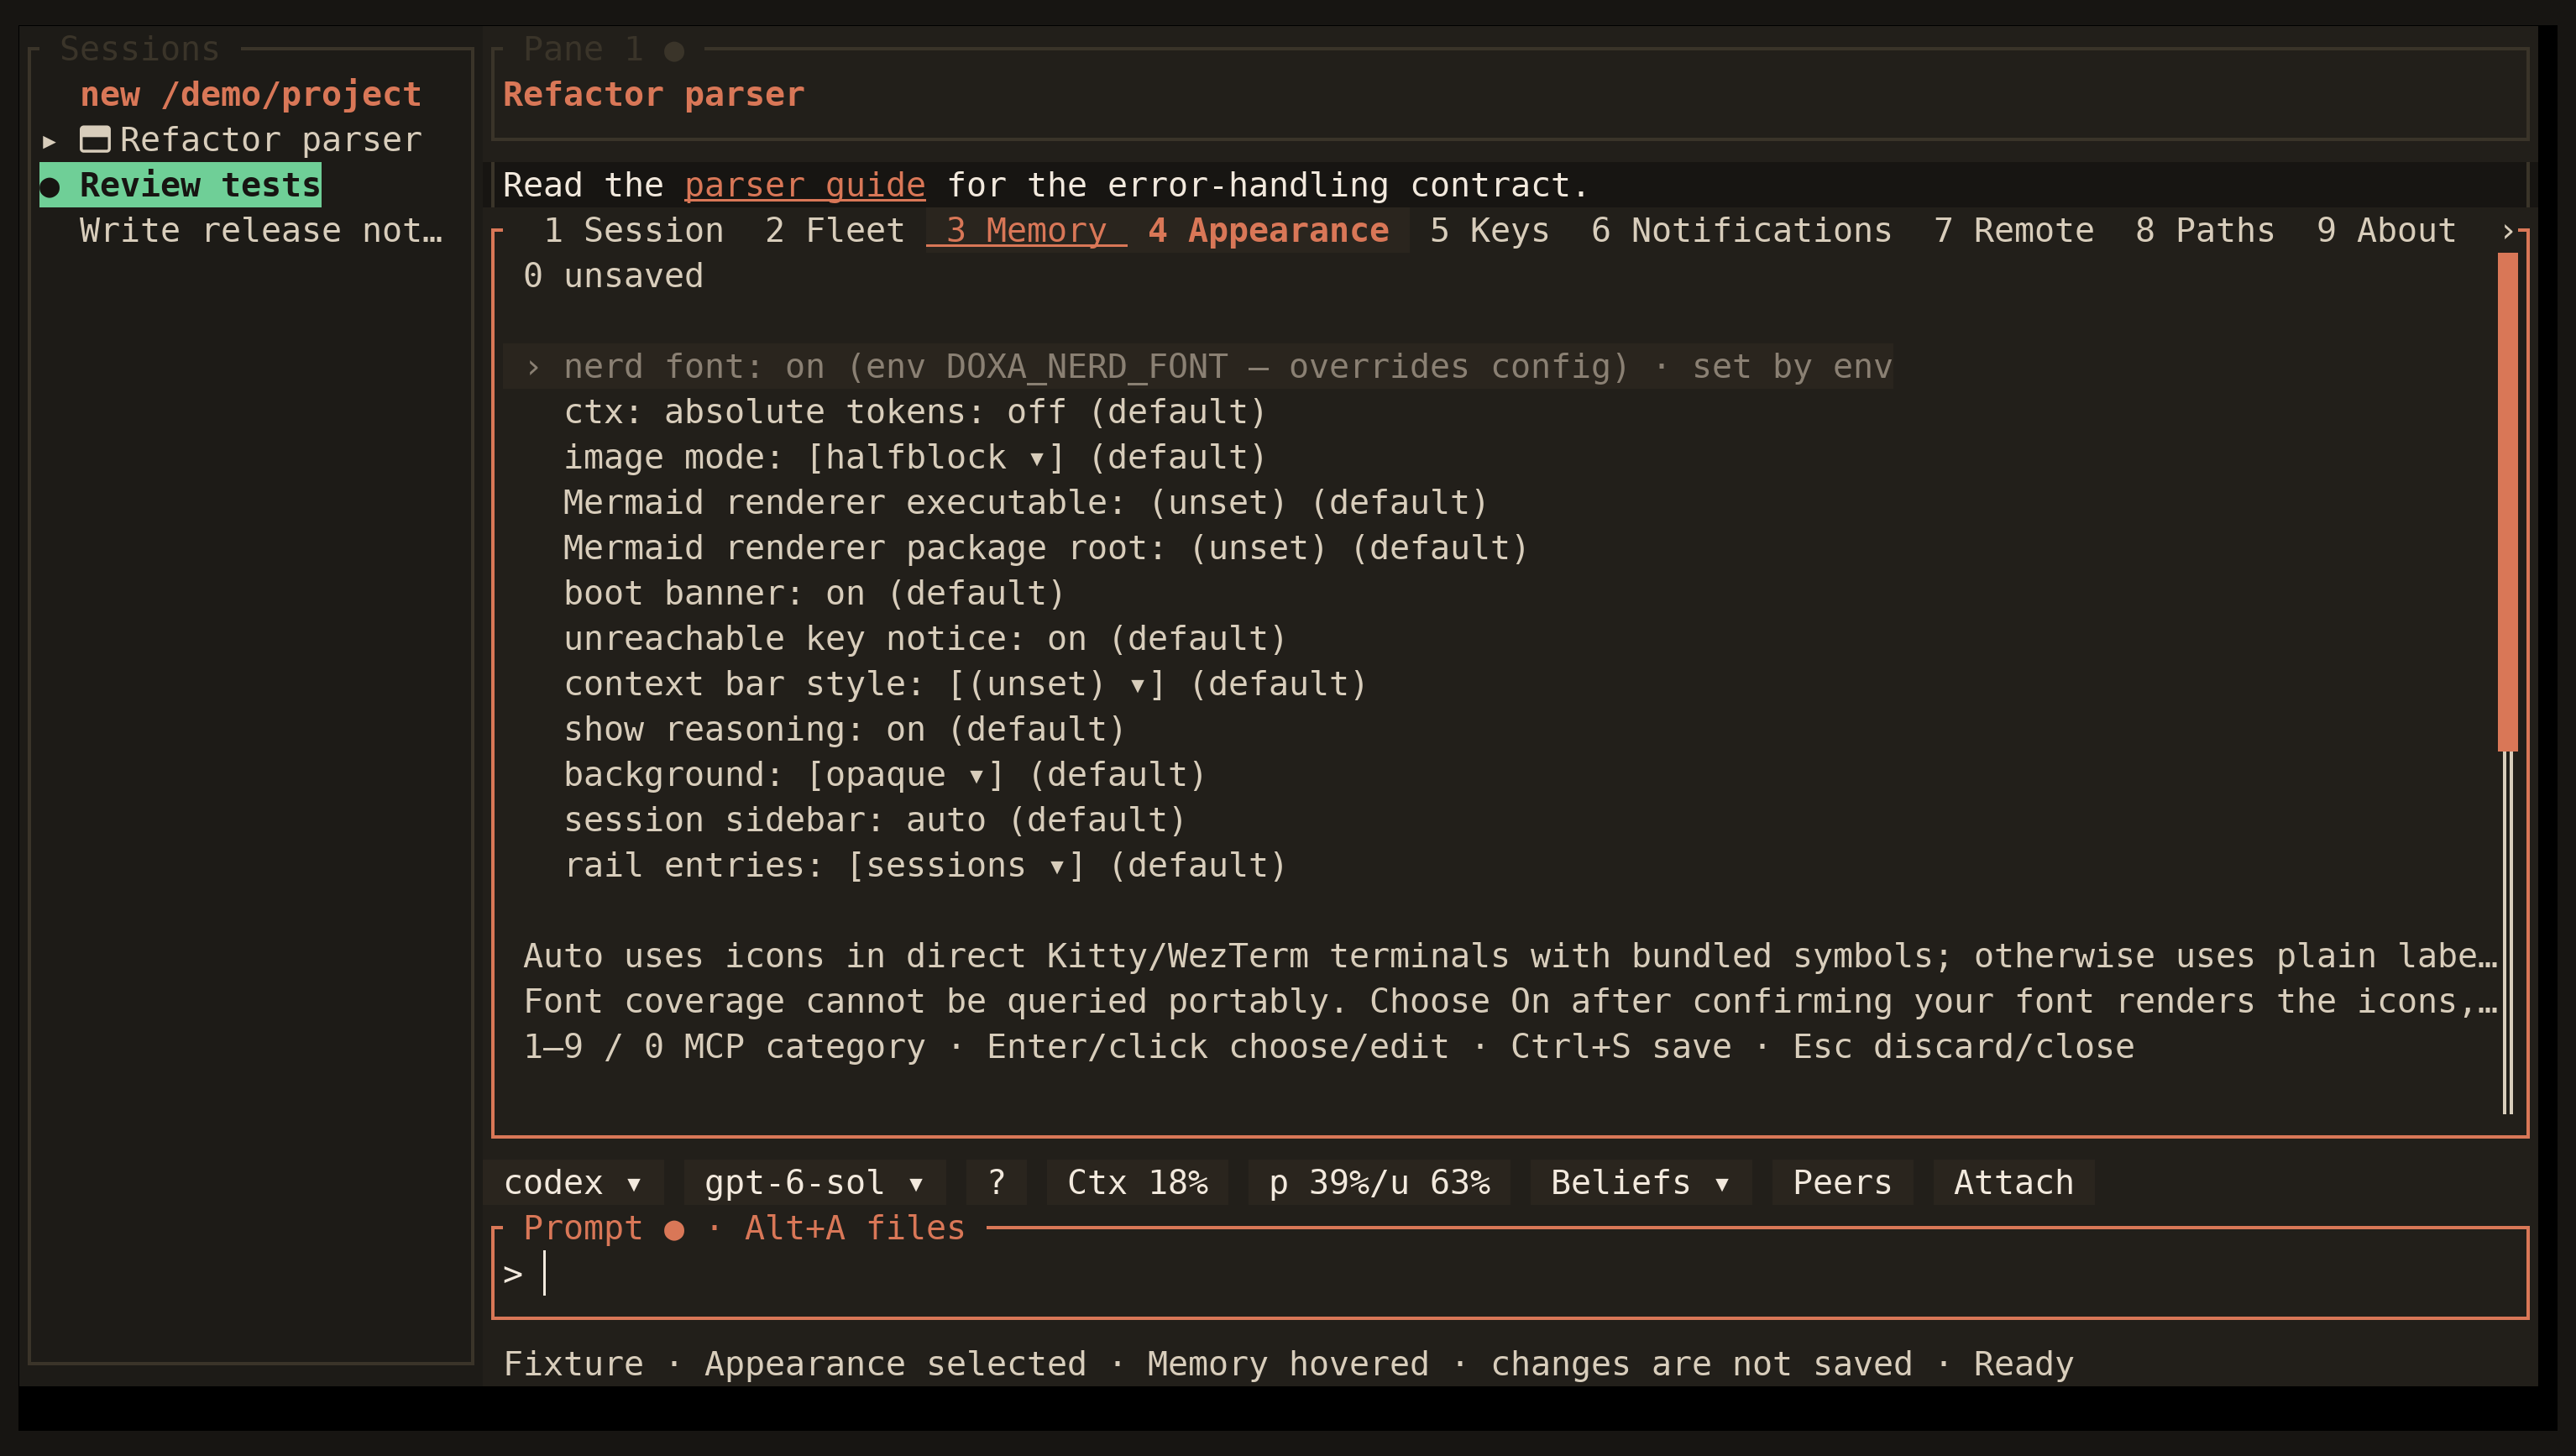 Sessions
new /demo/project
▸ Refactor parser
● Review tests
Write release not…
Pane 1 ●
Refactor parser
Read the parser guide for the error-handling contract.
1 Session 2 Fleet 3 Memory 4 Appearance 5 Keys 6 Notifications 7 Remote 8 Paths 9 About ›
0 unsaved
› nerd font: on (env DOXA_NERD_FONT — overrides config) · set by env
ctx: absolute tokens: off (default)
image mode: [halfblock ▾] (default)
Mermaid renderer executable: (unset) (default)
Mermaid renderer package root: (unset) (default)
boot banner: on (default)
unreachable key notice: on (default)
context bar style: [(unset) ▾] (default)
show reasoning: on (default)
background: [opaque ▾] (default)
session sidebar: auto (default)
rail entries: [sessions ▾] (default)
Auto uses icons in direct Kitty/WezTerm terminals with bundled symbols; otherwise uses plain labe…
Font coverage cannot be queried portably. Choose On after confirming your font renders the icons,…
1–9 / 0 MCP category · Enter/click choose/edit · Ctrl+S save · Esc discard/close
codex ▾ gpt-6-sol ▾ ? Ctx 18% p 39%/u 63% Beliefs ▾ Peers Attach
Prompt ● · Alt+A files
>
Fixture · Appearance selected · Memory hovered · changes are not saved · Ready